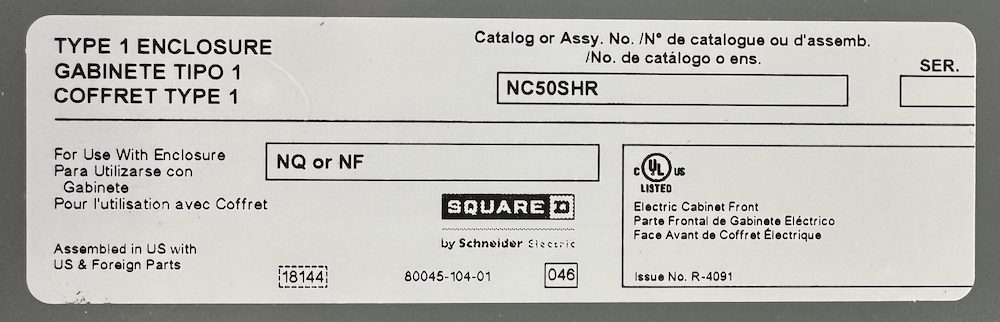 TYPE 1 ENCLOSURE
GABINETE TIPO 1
COFFRET TYPE 1
Catalog or Assy. No. /N° de catalogue ou d'assemb.
/No. de catálogo o ens.
NC50SHR
SER.
For Use With Enclosure
Para Utilizarse con
Gabinete
Pour l'utilisation avec Coffret
NQ or NF
SQUARE D
by Schneider Electric
Assembled in US with
US & Foreign Parts
18144
80045-104-01
046
C UL US
LISTED
Electric Cabinet Front
Parte Frontal de Gabinete Eléctrico
Face Avant de Coffret Électrique
Issue No. R-4091